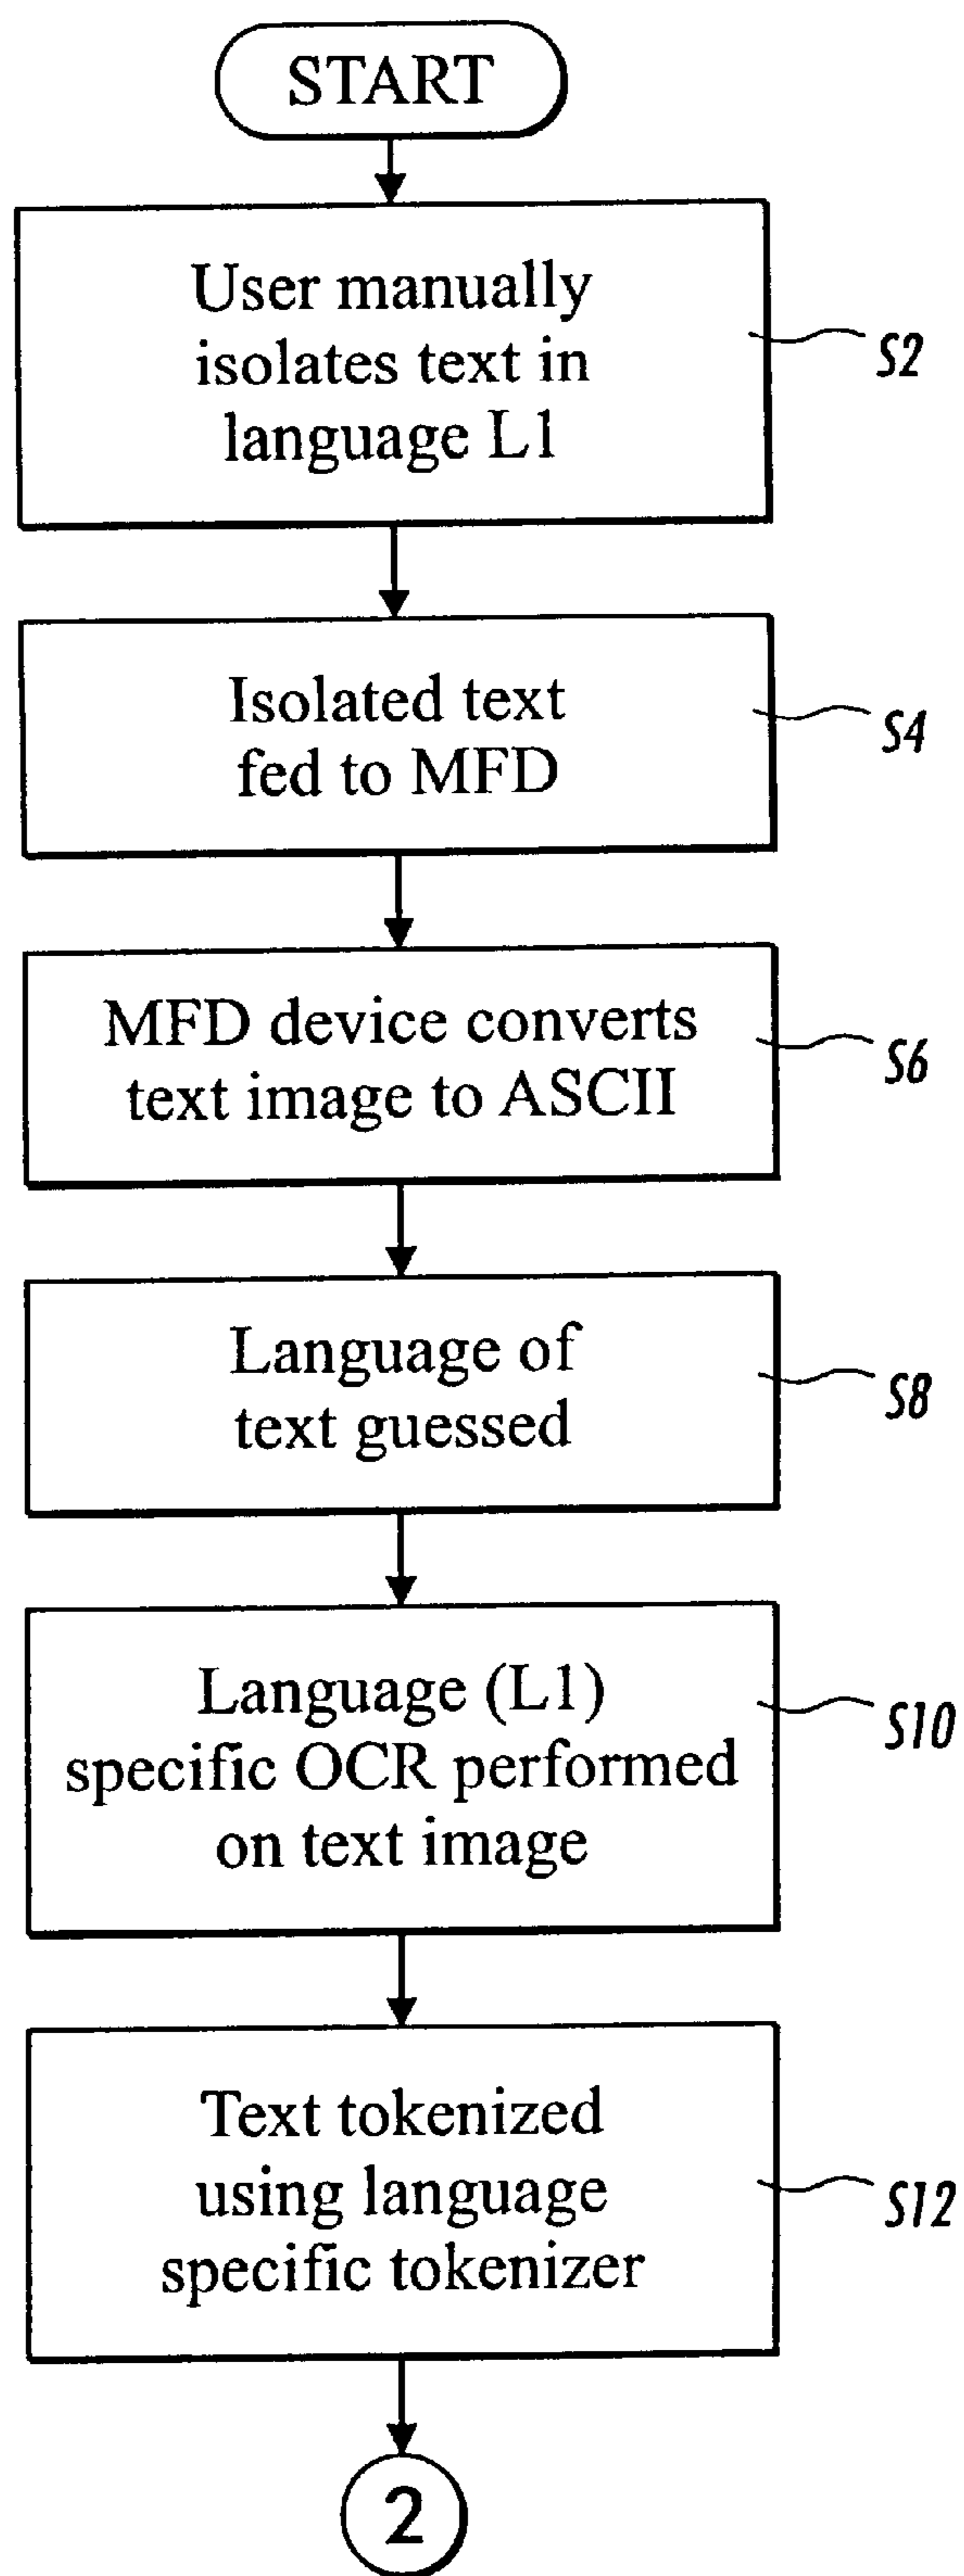 START
User manually
isolates text in
language L1
S2
Isolated text
fed to MFD
S4
MFD device converts
text image to ASCII
S6
Language of
text guessed
S8
Language (L1)
specific OCR performed
on text image
S10
Text tokenized
using language
specific tokenizer
S12
2